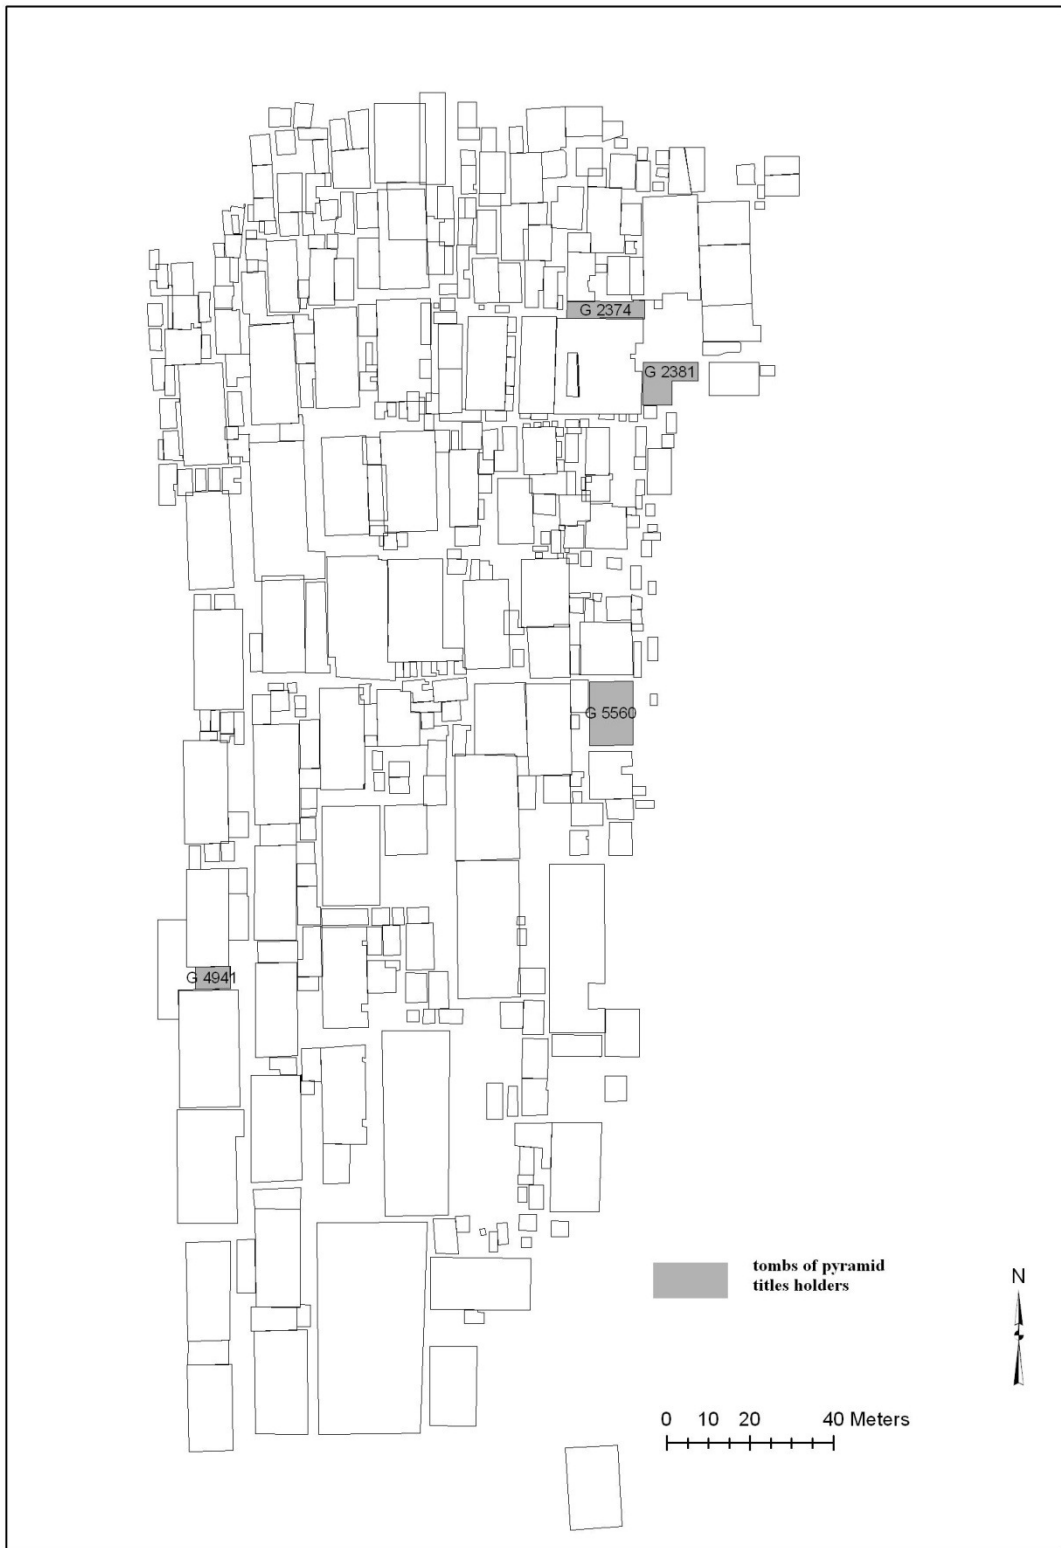 G 2374
G 2381
G 5560
G 4941
tombs of pyramid
titles holders
N
0 10 20 40 Meters